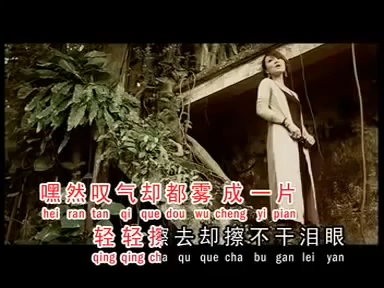 嘿然叹气却都雾 成一片
hei ran tan qi que dou wu cheng yi pian
轻轻擦去却擦不干泪眼
qing qing cha qu que cha bu gan lei yan